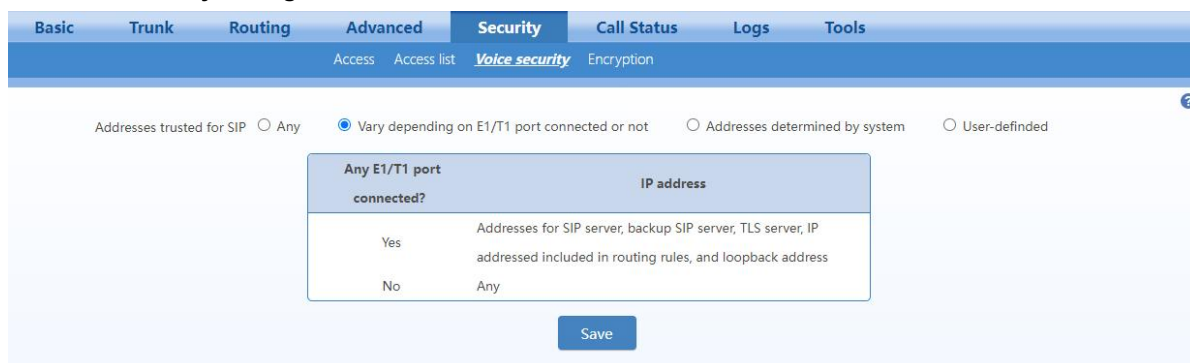 Basic Trunk Routing Advanced Security Call Status Logs Tools
Access Access list Voice security Encryption
Addresses trusted for SIP Any Vary depending on E1/T1 port connected or not Addresses determined by system User-definded
Any E1/T1 port connected? IP address
Yes Addresses for SIP server, backup SIP server, TLS server, IP
addressed included in routing rules, and loopback address
No Any
Save